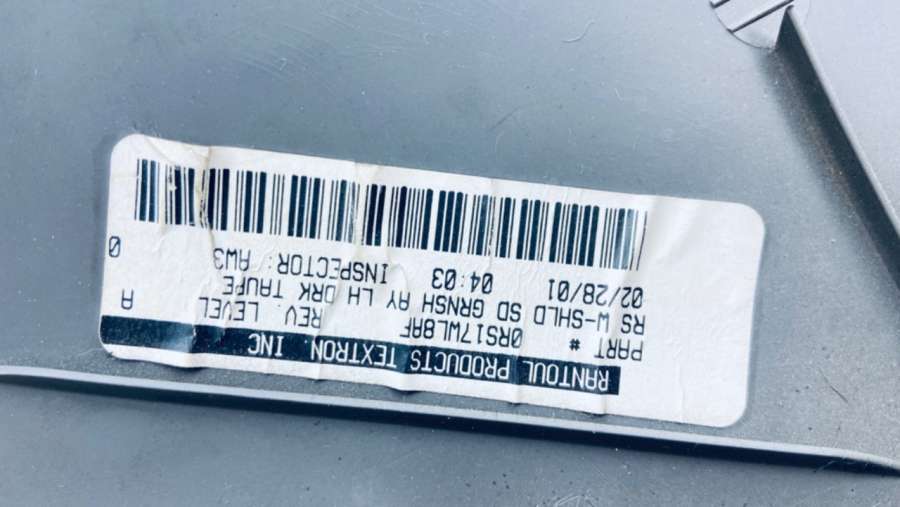 RANTOUL PRODUCTS TEXTRON. INC
PART # 0RS17WL8AF REV. LEVEL A
RS W-SHLD SD GRNSH AY LH DRK TAUPE
02/28/01 04:03 INSPECTOR: AW3 0